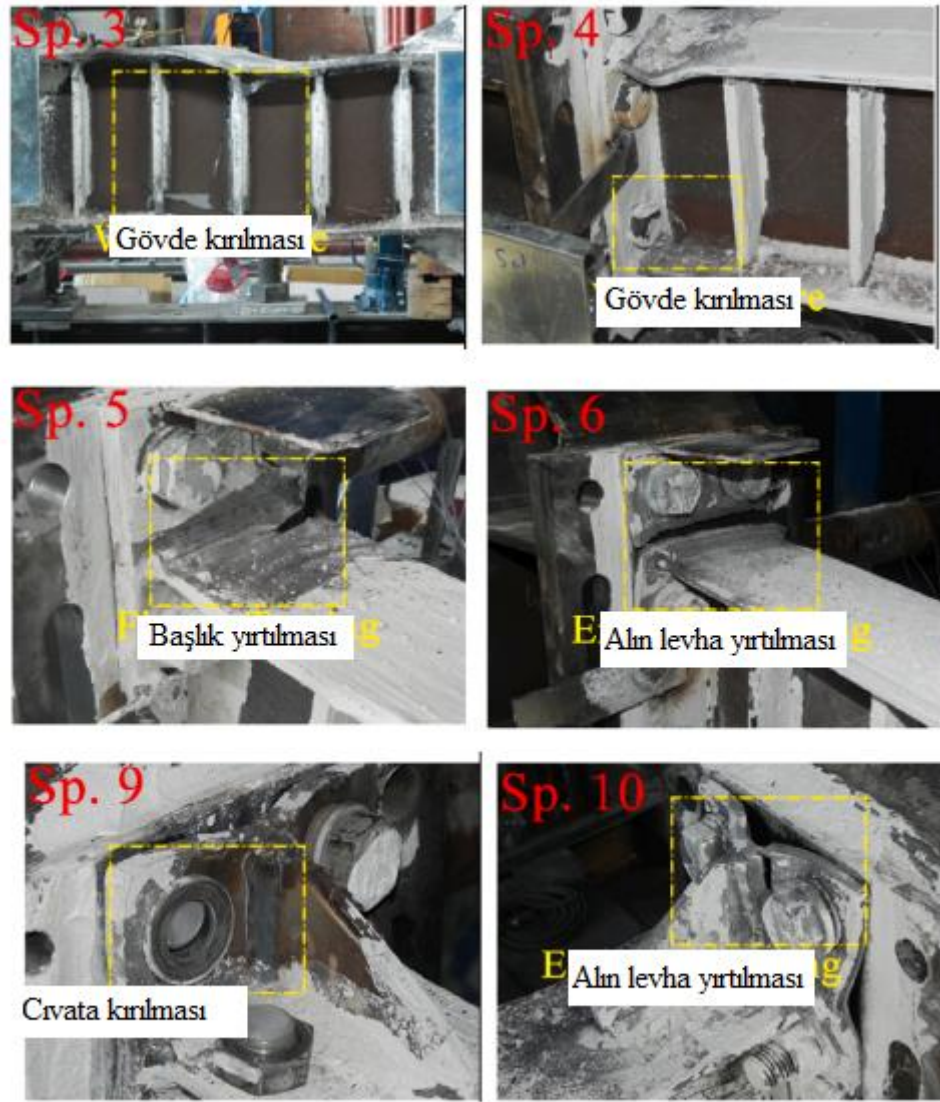 Sp. 3
Gövde kırılması
Sp. 4
Gövde kırılması
Sp. 5
Başlık yırtılması
Sp. 6
Alın levha yırtılması
Sp. 9
Cıvata kırılması
Sp. 10
Alın levha yırtılması